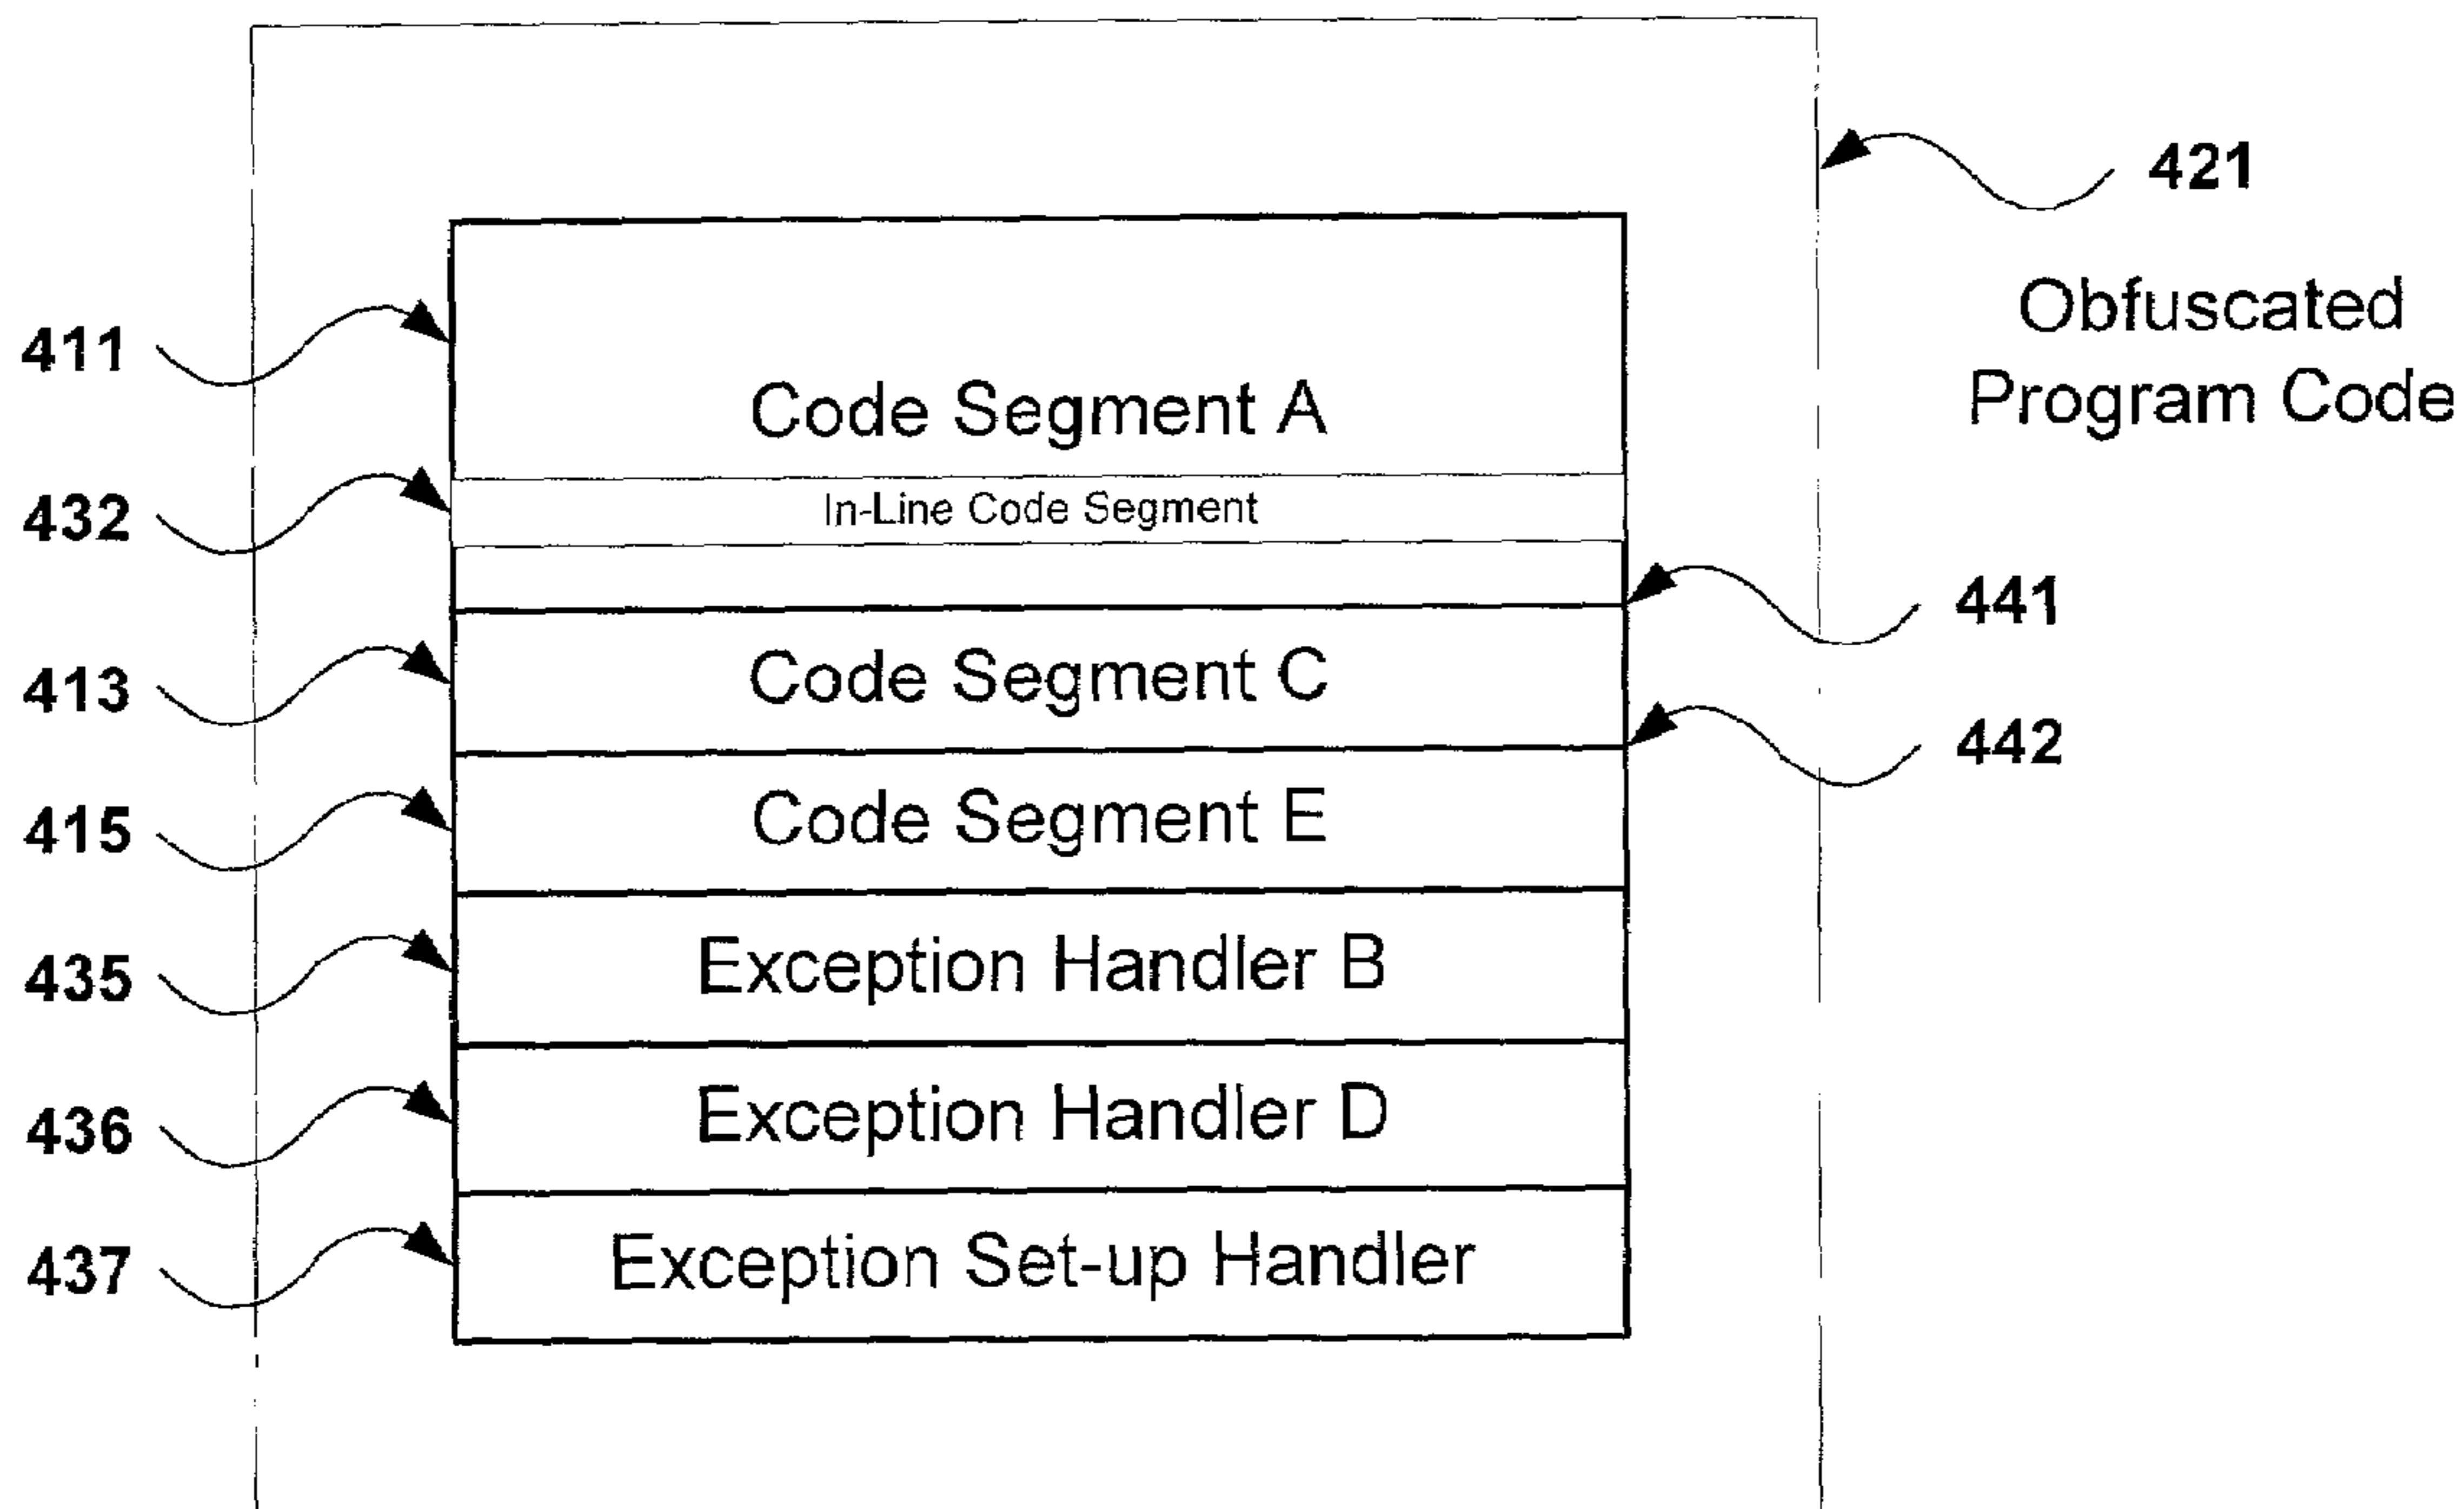 421
Obfuscated
Program Code
411
Code Segment A
432
In-Line Code Segment
441
413
Code Segment C
442
415
Code Segment E
435
Exception Handler B
436
Exception Handler D
437
Exception Set-up Handler